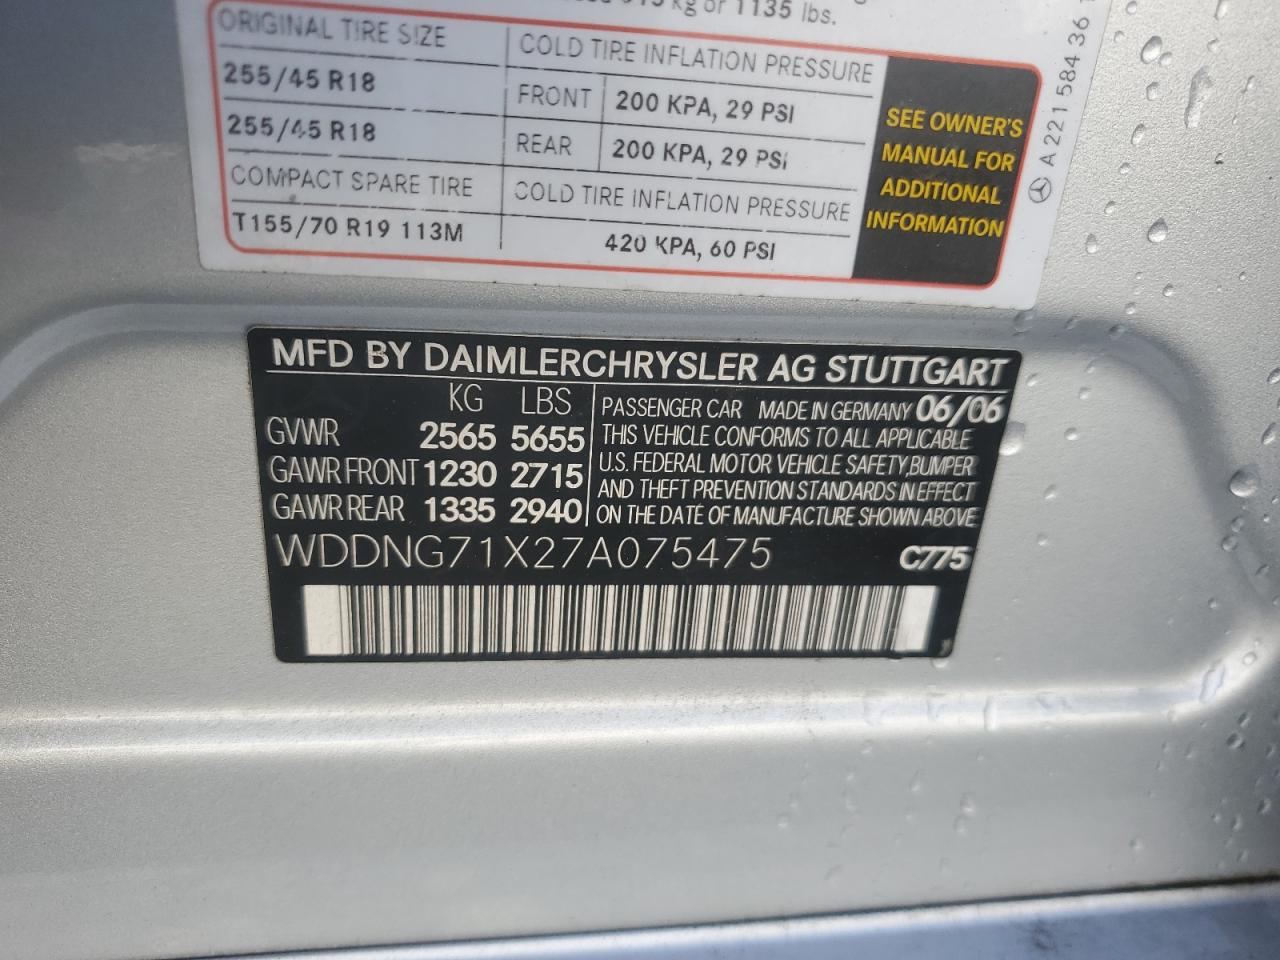 kg or 1135 lbs.
ORIGINAL TIRE SIZE
COLD TIRE INFLATION PRESSURE
255/45 R18
FRONT 200 KPA, 29 PSI
255/45 R18
REAR 200 KPA, 29 PSI
COMPACT SPARE TIRE
COLD TIRE INFLATION PRESSURE
T155/70 R19 113M
420 KPA, 60 PSI
SEE OWNER'S
MANUAL FOR
ADDITIONAL
INFORMATION
A 221 584 36
MFD BY DAIMLERCHRYSLER AG STUTTGART
KG LBS
GVWR 2565 5655
GAWR FRONT 1230 2715
GAWR REAR 1335 2940
PASSENGER CAR MADE IN GERMANY 06/06
THIS VEHICLE CONFORMS TO ALL APPLICABLE
U.S. FEDERAL MOTOR VEHICLE SAFETY,BUMPER
AND THEFT PREVENTION STANDARDS IN EFFECT
ON THE DATE OF MANUFACTURE SHOWN ABOVE
WDDNG71X27A075475 C775